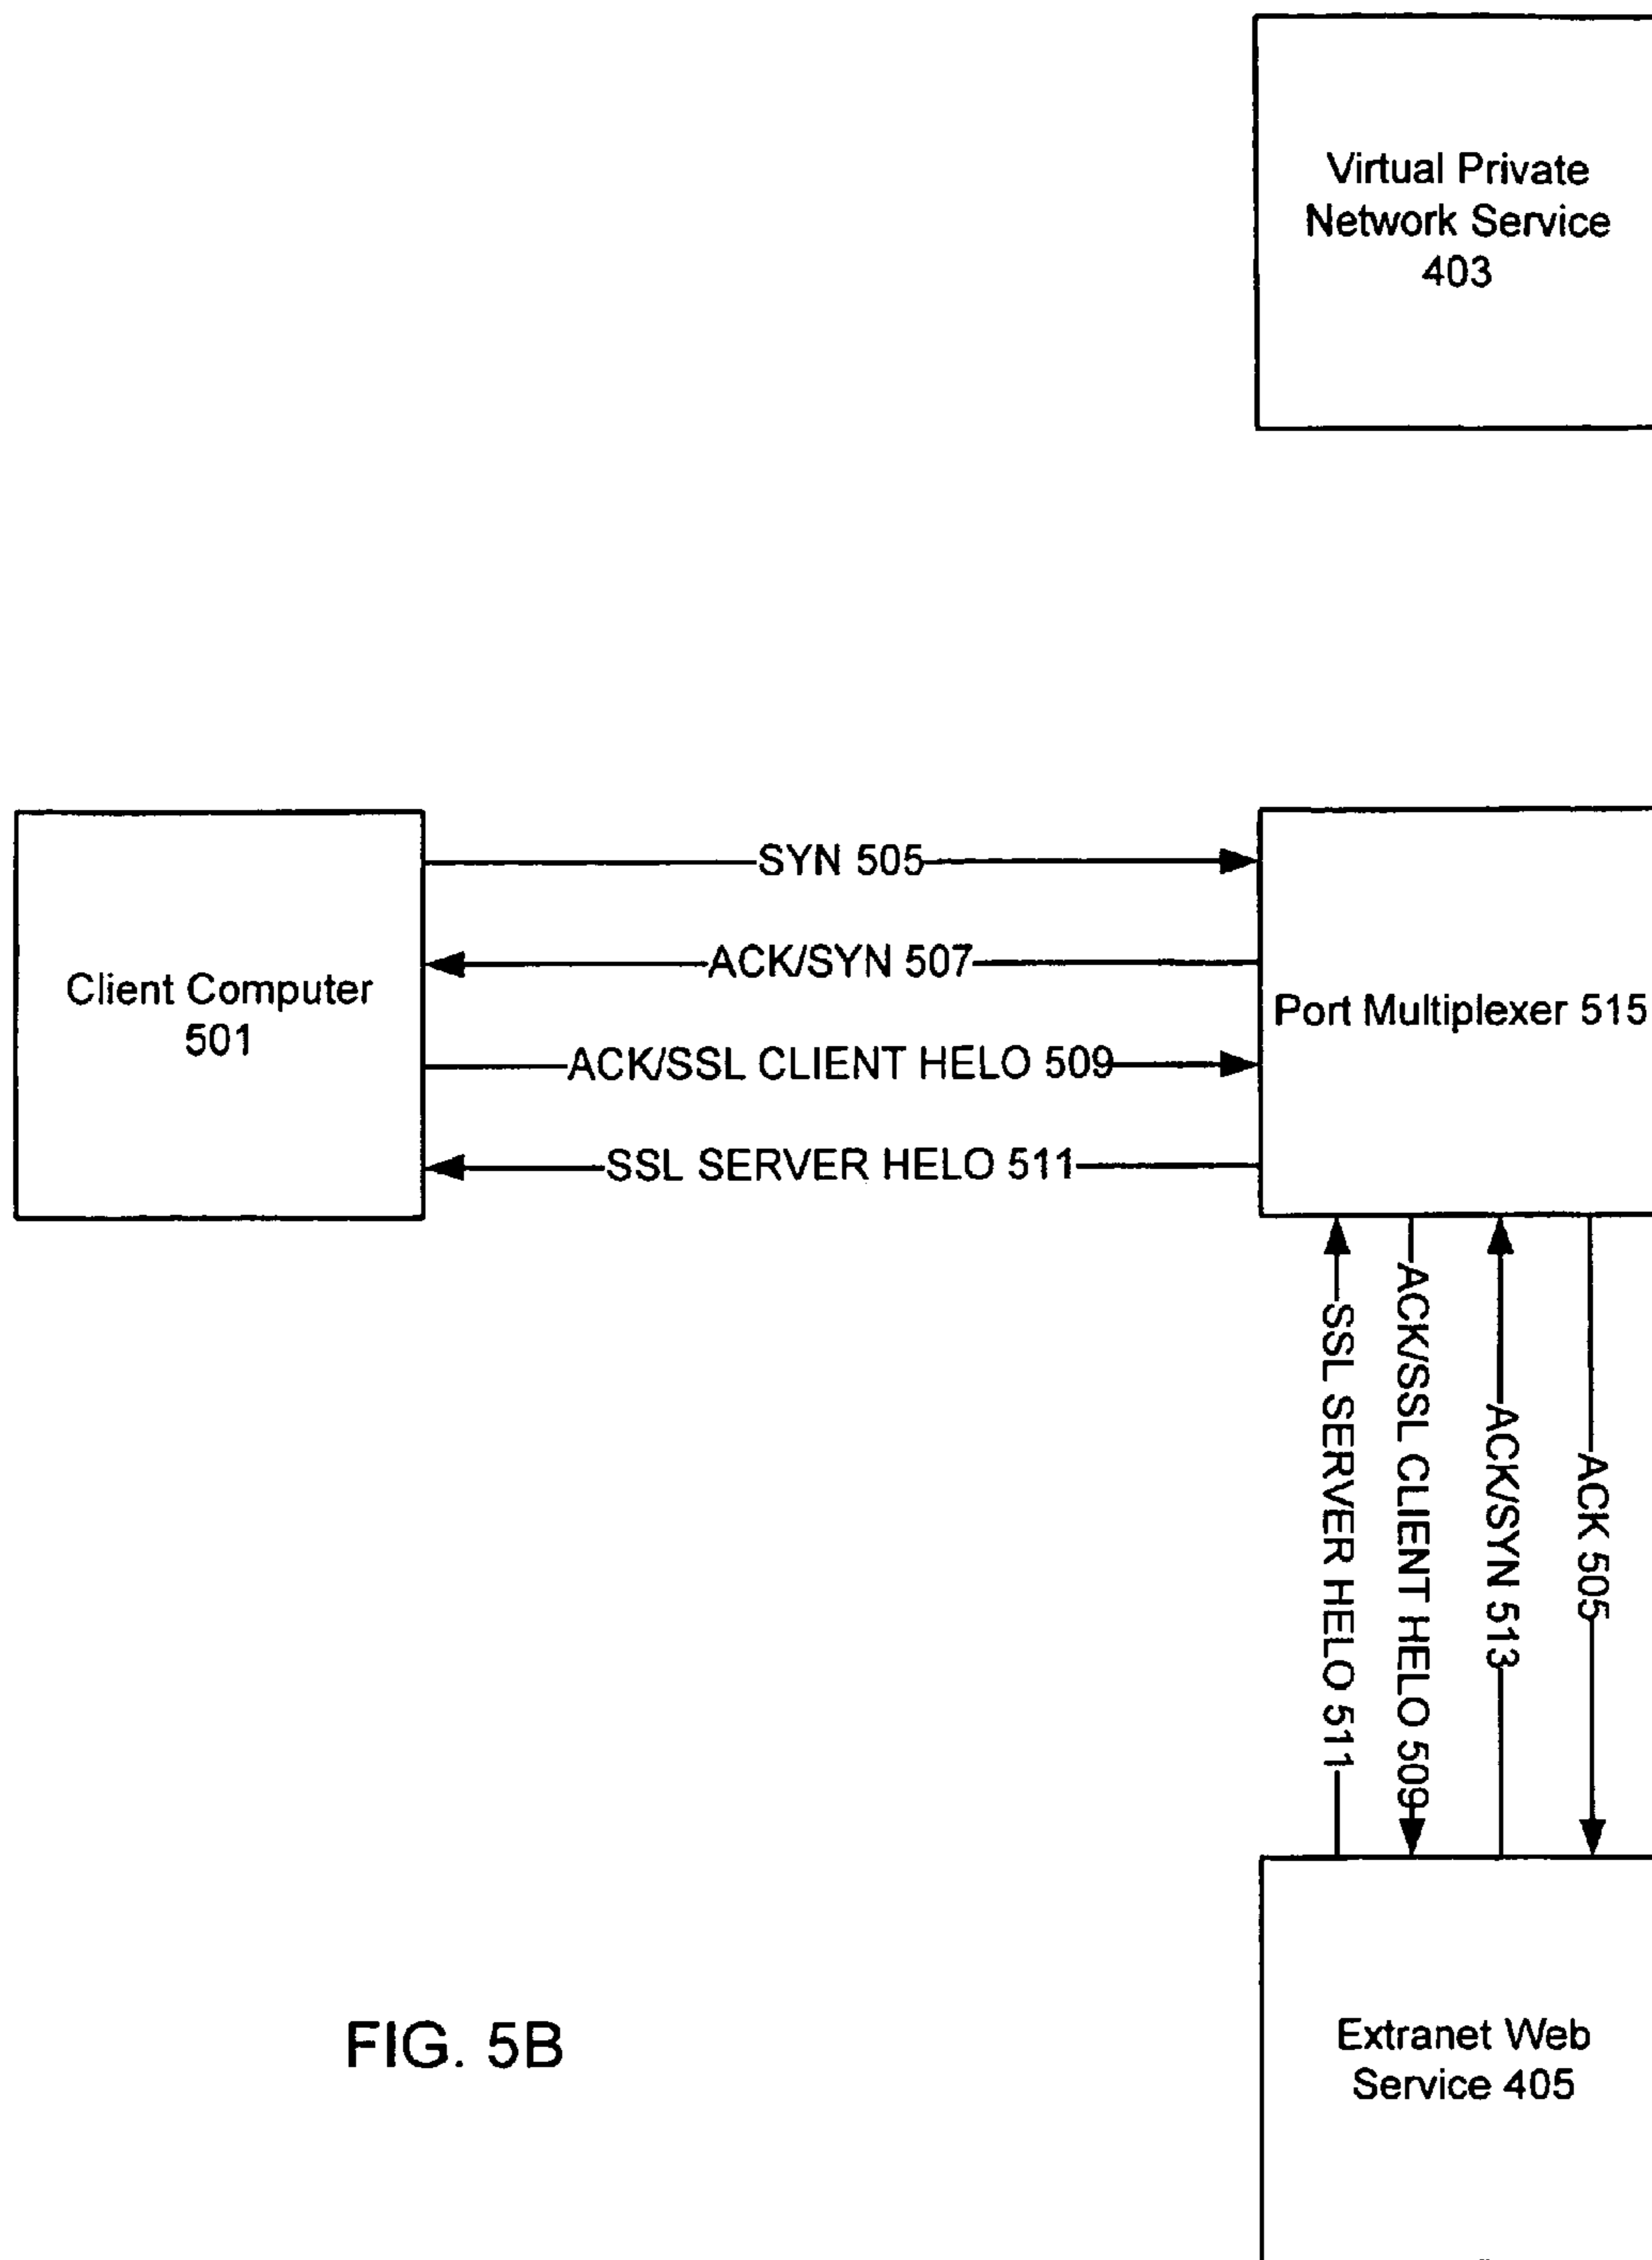 Virtual Private
Network Service
403
SYN 505
ACK/SYN 507
Client Computer
501
Port Multiplexer 515
ACK/SSL CLIENT HELO 509
SSL SERVER HELO 511
SSL SERVER HELO 511
ACK/SSL CLIENT HELO 509
ACK/SYN 513
ACK 505
Extranet Web
Service 405
FIG. 5B